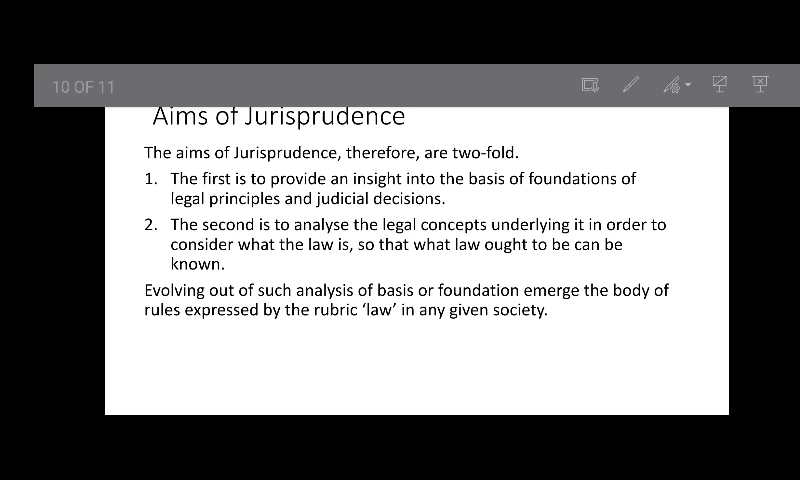 10 OF 11
Aims of Jurisprudence
The aims of Jurisprudence, therefore, are two-fold.
1. The first is to provide an insight into the basis of foundations of
legal principles and judicial decisions.
2. The second is to analyse the legal concepts underlying it in order to
consider what the law is, so that what law ought to be can be
known.
Evolving out of such analysis of basis or foundation emerge the body of
rules expressed by the rubric ‘law’ in any given society.